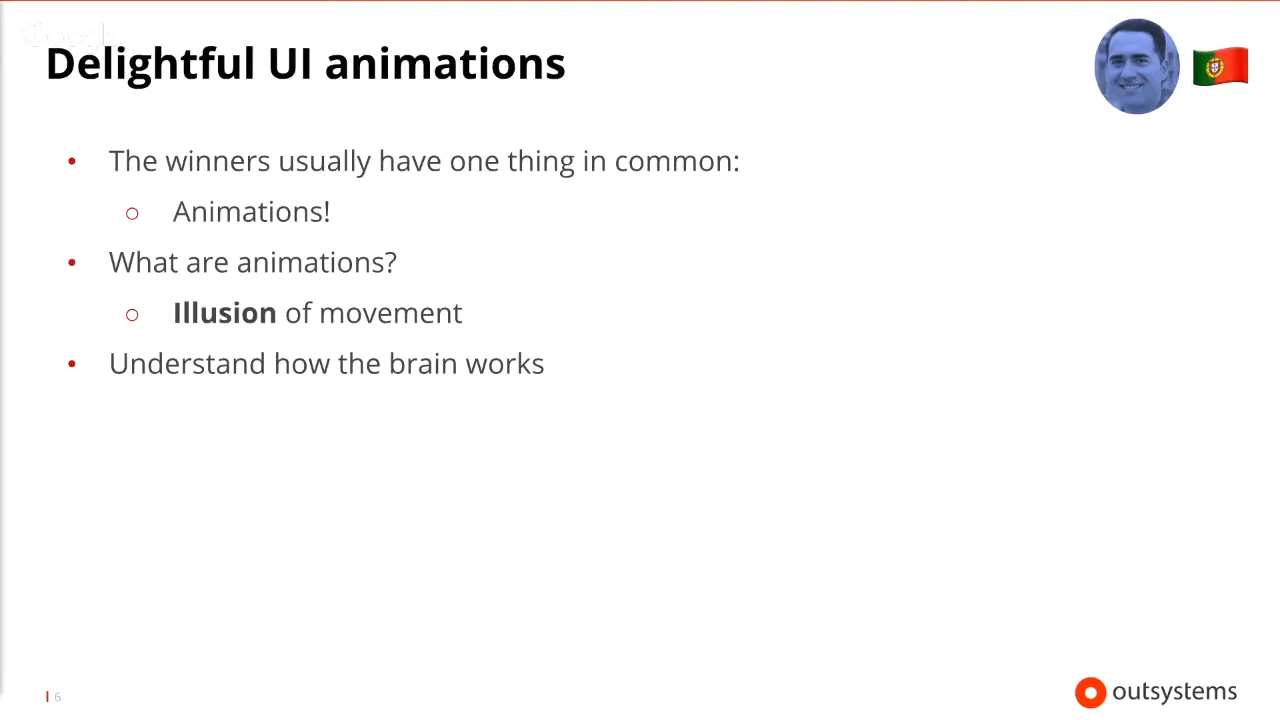 Delightful UI animations
• The winners usually have one thing in common:
○ Animations!
• What are animations?
○ Illusion of movement
• Understand how the brain works
6
outsystems